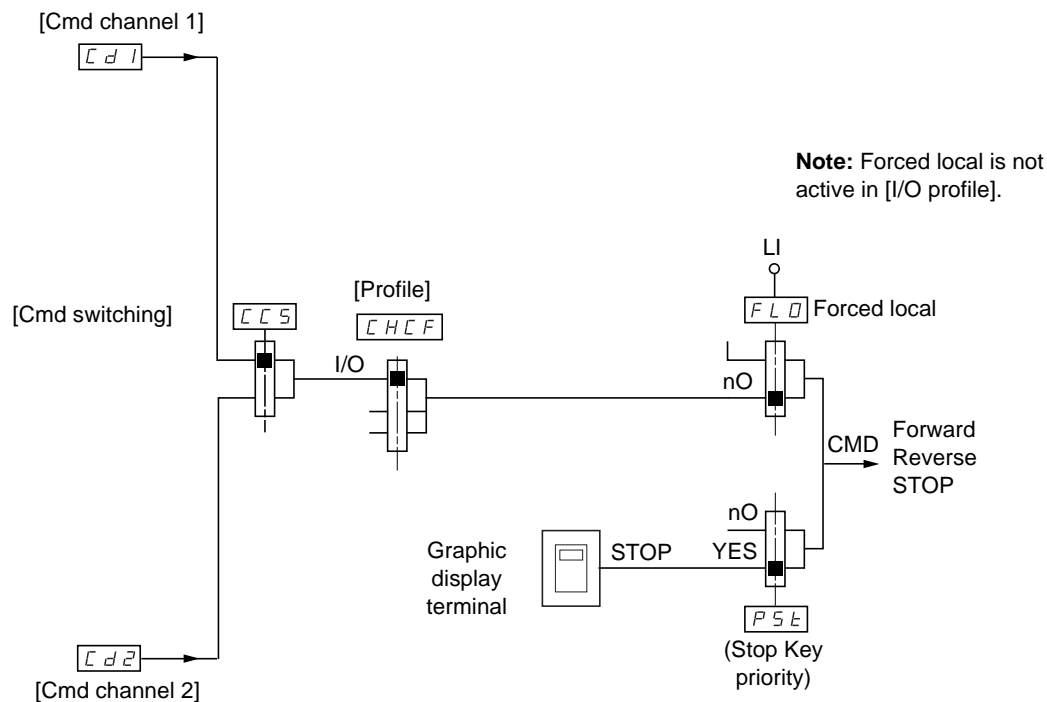 [Cmd channel 1]
Cd1
Note: Forced local is not
active in [I/O profile].
LI
[Profile]
[Cmd switching]
CCS
CHCF
FLO
Forced local
I/O
nO
CMD
Forward
Reverse
STOP
nO
Graphic
display
terminal
STOP
YES
PSt
(Stop Key
priority)
Cd2
[Cmd channel 2]